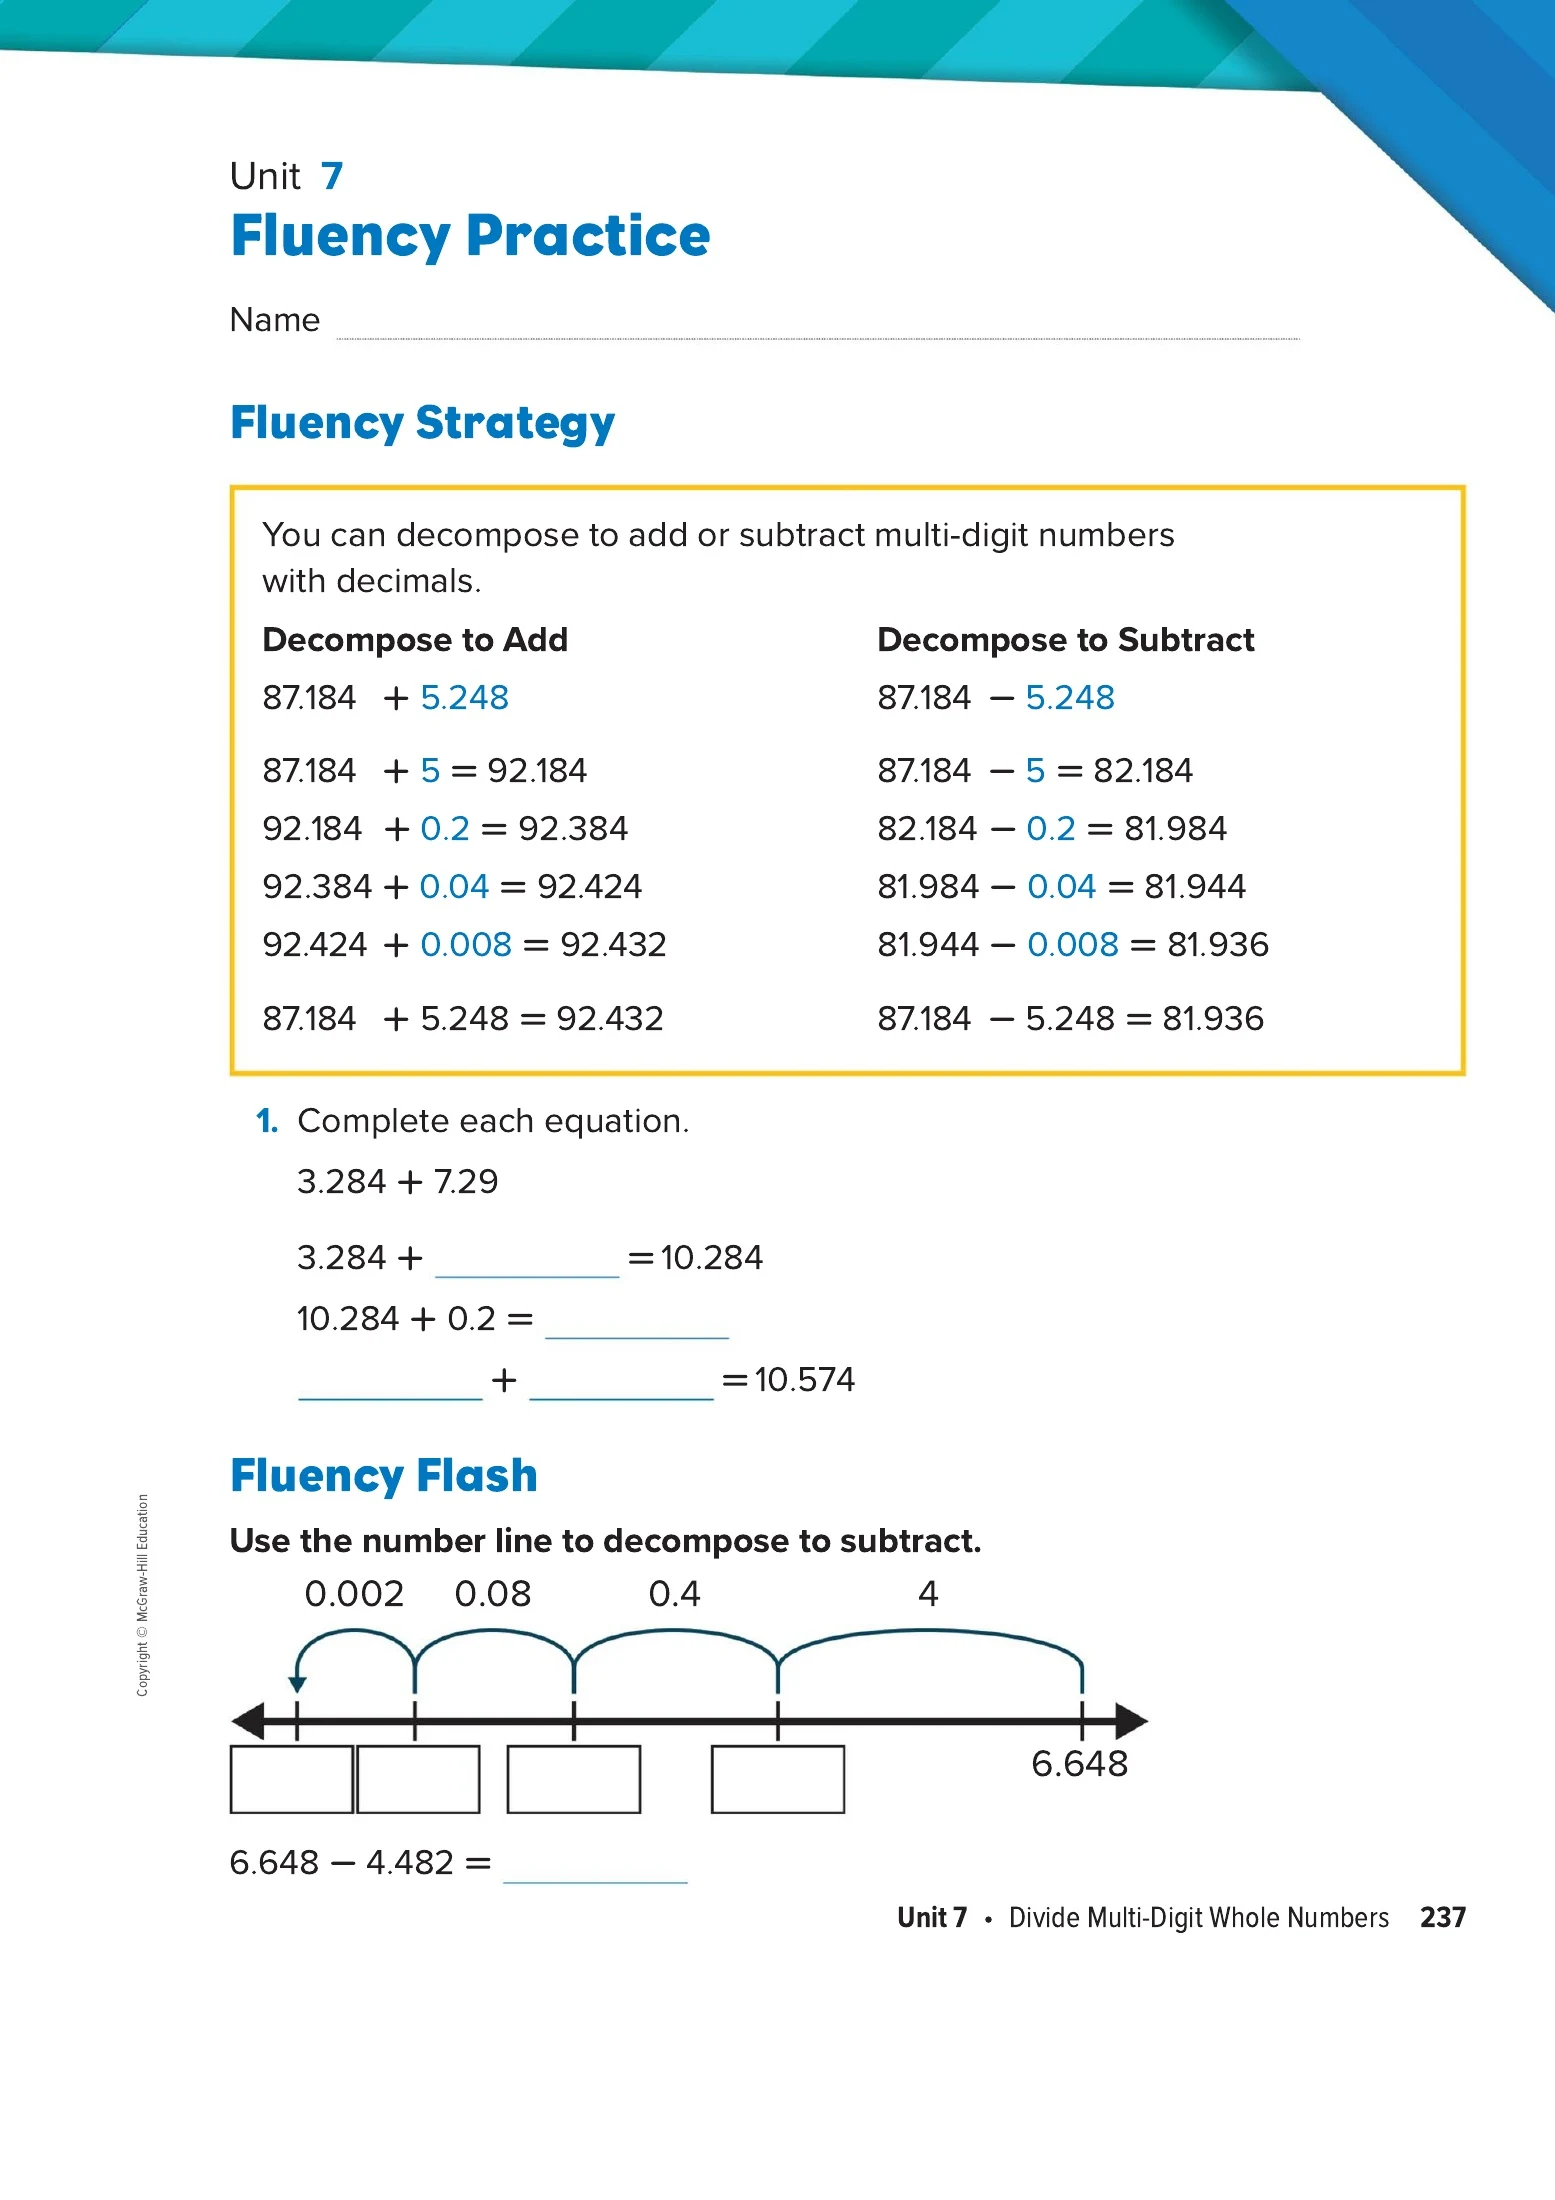 Unit 7
Fluency Practice
Name
Fluency Strategy
You can decompose to add or subtract multi-digit numbers
with decimals.
Decompose to Add
87.184 + 5.248
87.184 + 5 = 92.184
92.184 + 0.2 = 92.384
92.384 + 0.04 = 92.424
92.424 + 0.008 = 92.432
87.184 + 5.248 = 92.432
Decompose to Subtract
87.184 − 5.248
87.184 − 5 = 82.184
82.184 − 0.2 = 81.984
81.984 − 0.04 = 81.944
81.944 − 0.008 = 81.936
87.184 − 5.248 = 81.936
1. Complete each equation.
3.284 + 7.29
3.284 + = 10.284
10.284 + 0.2 =
+ = 10.574
Fluency Flash
Use the number line to decompose to subtract.
0.002 0.08 0.4 4
6.648
6.648 − 4.482 =
Copyright © McGraw-Hill Education
Unit 7 • Divide Multi-Digit Whole Numbers 237